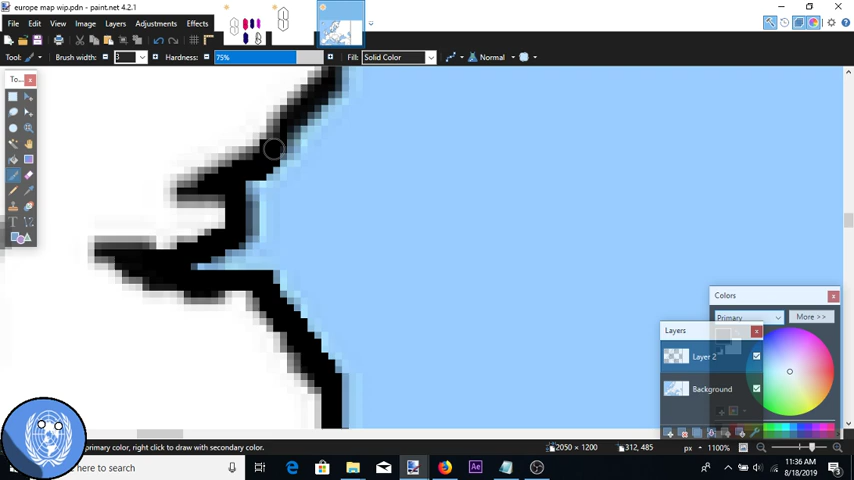 europe map wip.pdn - paint.net 4.2.1
File Edit View Image Layers Adjustments Effects
Tool: Brush width: 3 Hardness: 75% Fill: Solid Color Normal
To...
Colors
Primary More >>
Layers
Layer 2
Background
primary color, right click to draw with secondary color. 2050 × 1200 312, 485 px 1100%
here to search
11:36 AM
8/18/2019